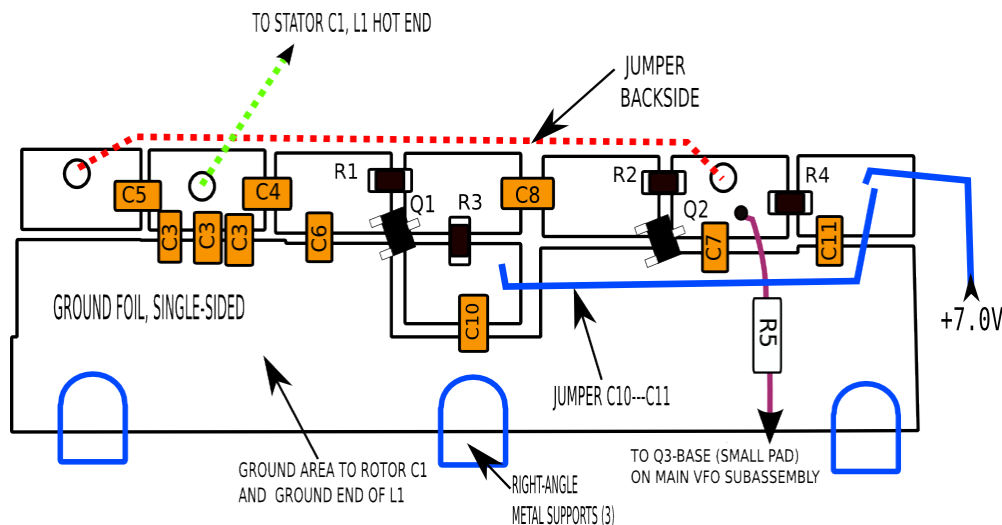 TO STATOR C1, L1 HOT END
JUMPER
BACKSIDE
R1
R2
R4
C5
C4
Q1
R3
C8
Q2
C3
C3
C3
C6
C7
C11
GROUND FOIL, SINGLE-SIDED
C10
R5
+7.0V
JUMPER C10---C11
GROUND AREA TO ROTOR C1
AND GROUND END OF L1
RIGHT-ANGLE
METAL SUPPORTS (3)
TO Q3-BASE (SMALL PAD)
ON MAIN VFO SUBASSEMBLY